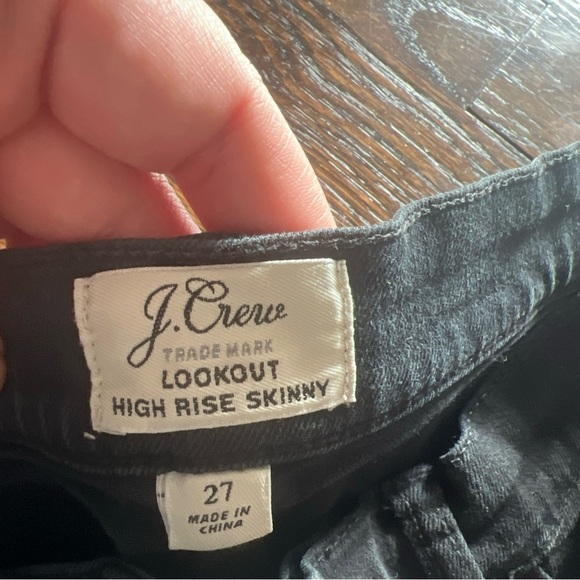 J.Crew
TRADE MARK
LOOKOUT
HIGH RISE SKINNY
27
MADE IN
CHINA